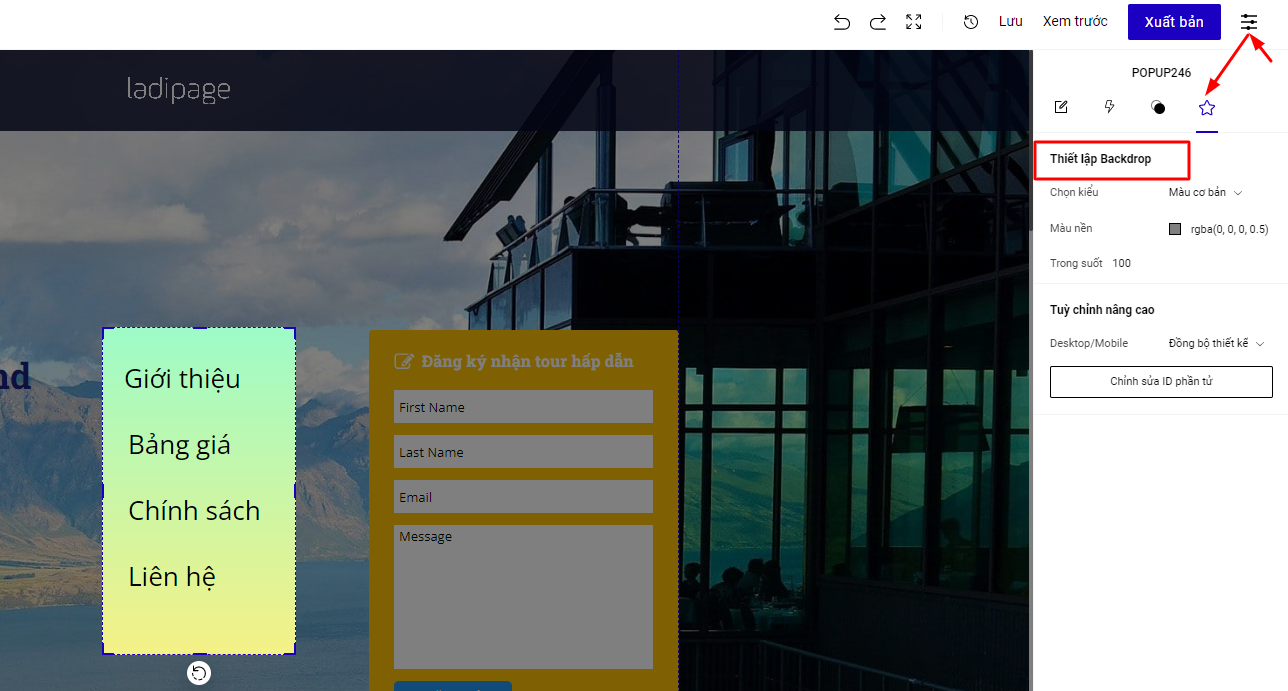 Lưu
Xem trước
Xuất bản
ladipage
POPUP246
Thiết lập Backdrop
Chọn kiểu
Màu cơ bản
Màu nền
rgba(0, 0, 0, 0.5)
Trong suốt
100
Tuỳ chỉnh nâng cao
Desktop/Mobile
Đồng bộ thiết kế
Chỉnh sửa ID phần tử
nd
Giới thiệu
Bảng giá
Chính sách
Liên hệ
Đăng ký nhận tour hấp dẫn
First Name
Last Name
Email
Message